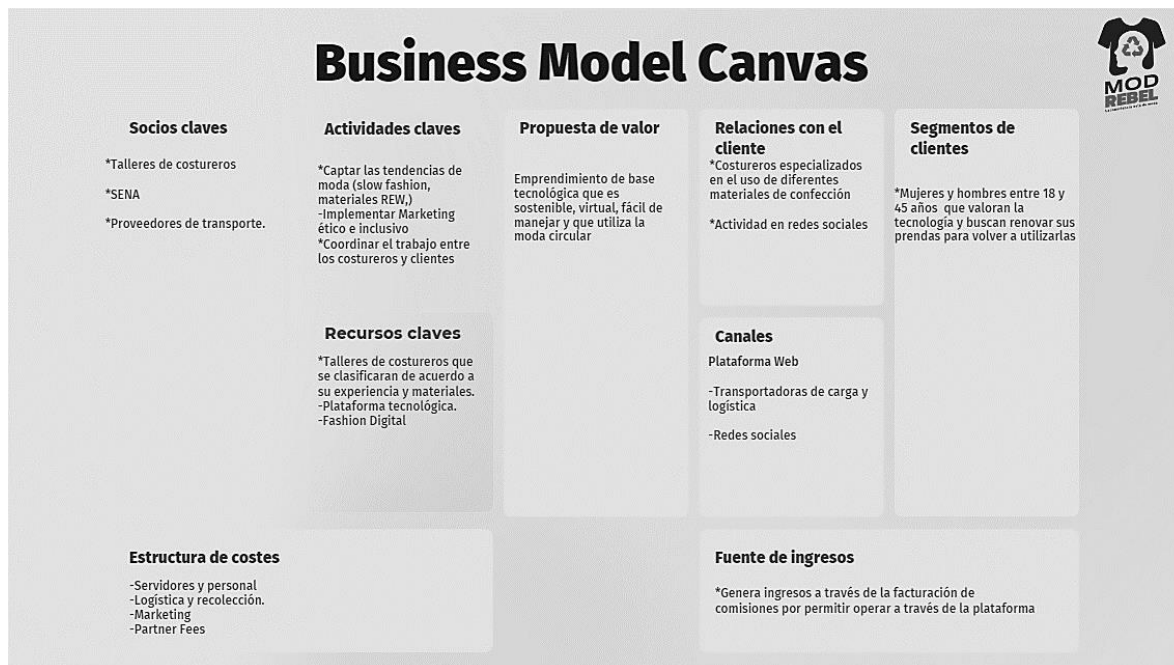 Business Model Canvas
MOD
REBEL
Socios claves
*Talleres de costureros
*SENA
*Proveedores de transporte.
Actividades claves
*Captar las tendencias de
moda (slow fashion,
materiales REW,)
-Implementar Marketing
ético e inclusivo
*Coordinar el trabajo entre
los costureros y clientes
Recursos claves
*Talleres de costureros que
se clasificaran de acuerdo a
su experiencia y materiales.
-Plataforma tecnológica.
-Fashion Digital
Propuesta de valor
Emprendimiento de base
tecnológica que es
sostenible, virtual, fácil de
manejar y que utiliza la
moda circular
Relaciones con el
cliente
*Costureros especializados
en el uso de diferentes
materiales de confección
*Actividad en redes sociales
Canales
Plataforma Web
-Transportadoras de carga y
logística
-Redes sociales
Segmentos de
clientes
*Mujeres y hombres entre 18 y
45 años que valoran la
tecnología y buscan renovar sus
prendas para volver a utilizarlas
Estructura de costes
-Servidores y personal
-Logística y recolección.
-Marketing
-Partner Fees
Fuente de ingresos
*Genera ingresos a través de la facturación de
comisiones por permitir operar a través de la plataforma